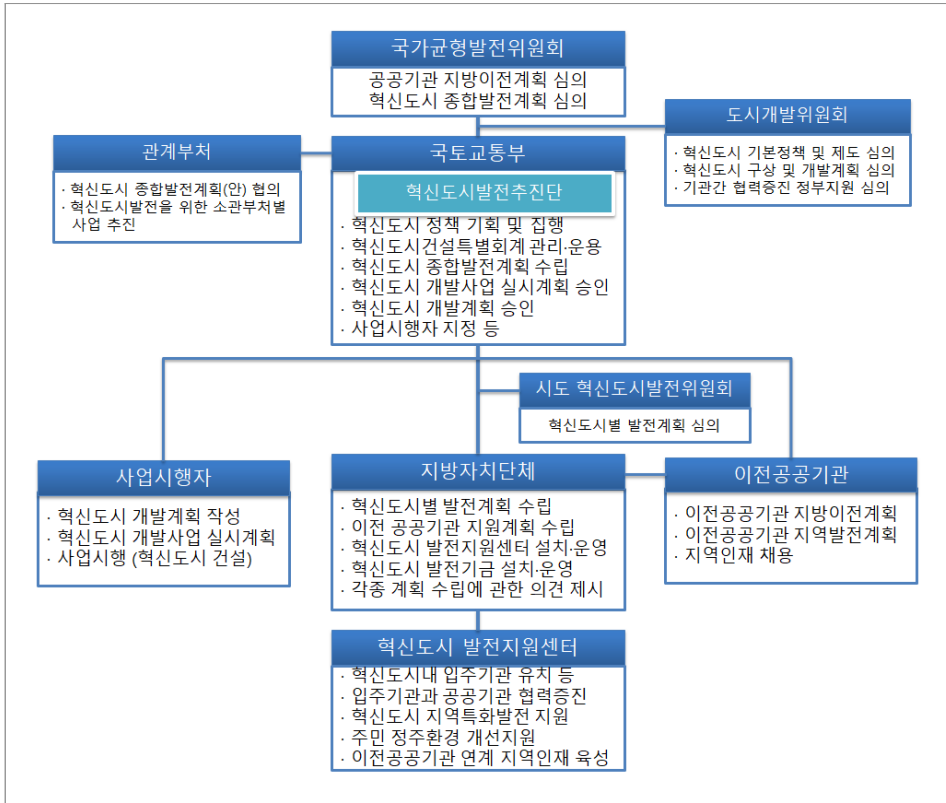 국가균형발전위원회
공공기관 지방이전계획 심의
혁신도시 종합발전계획 심의
도시개발위원회
· 혁신도시 기본정책 및 제도 심의
· 혁신도시 구상 및 개발계획 심의
· 기관간 협력증진 정부지원 심의
관계부처
· 혁신도시 종합발전계획(안) 협의
· 혁신도시발전을 위한 소관부처별
사업 추진
국토교통부
혁신도시발전추진단
· 혁신도시 정책 기획 및 집행
· 혁신도시건설특별회계 관리·운용
· 혁신도시 종합발전계획 수립
· 혁신도시 개발사업 실시계획 승인
· 혁신도시 개발계획 승인
· 사업시행자 지정 등
시도 혁신도시발전위원회
혁신도시별 발전계획 심의
사업시행자
· 혁신도시 개발계획 작성
· 혁신도시 개발사업 실시계획
· 사업시행 (혁신도시 건설)
지방자치단체
· 혁신도시별 발전계획 수립
· 이전 공공기관 지원계획 수립
· 혁신도시 발전지원센터 설치·운영
· 혁신도시 발전기금 설치·운영
· 각종 계획 수립에 관한 의견 제시
이전공공기관
· 이전공공기관 지방이전계획
· 이전공공기관 지역발전계획
· 지역인재 채용
혁신도시 발전지원센터
· 혁신도시내 입주기관 유치 등
· 입주기관과 공공기관 협력증진
· 혁신도시 지역특화발전 지원
· 주민 정주환경 개선지원
· 이전공공기관 연계 지역인재 육성